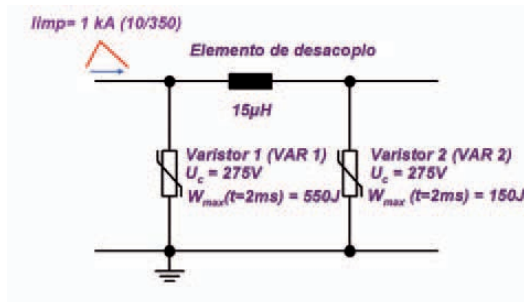 Iimp= 1 kA (10/350)
Elemento de desacoplo
15µH
Varistor 1 (VAR 1)
Uc = 275V
Wmax(t=2ms) = 550J
Varistor 2 (VAR 2)
Uc = 275V
Wmax (t=2ms) = 150J